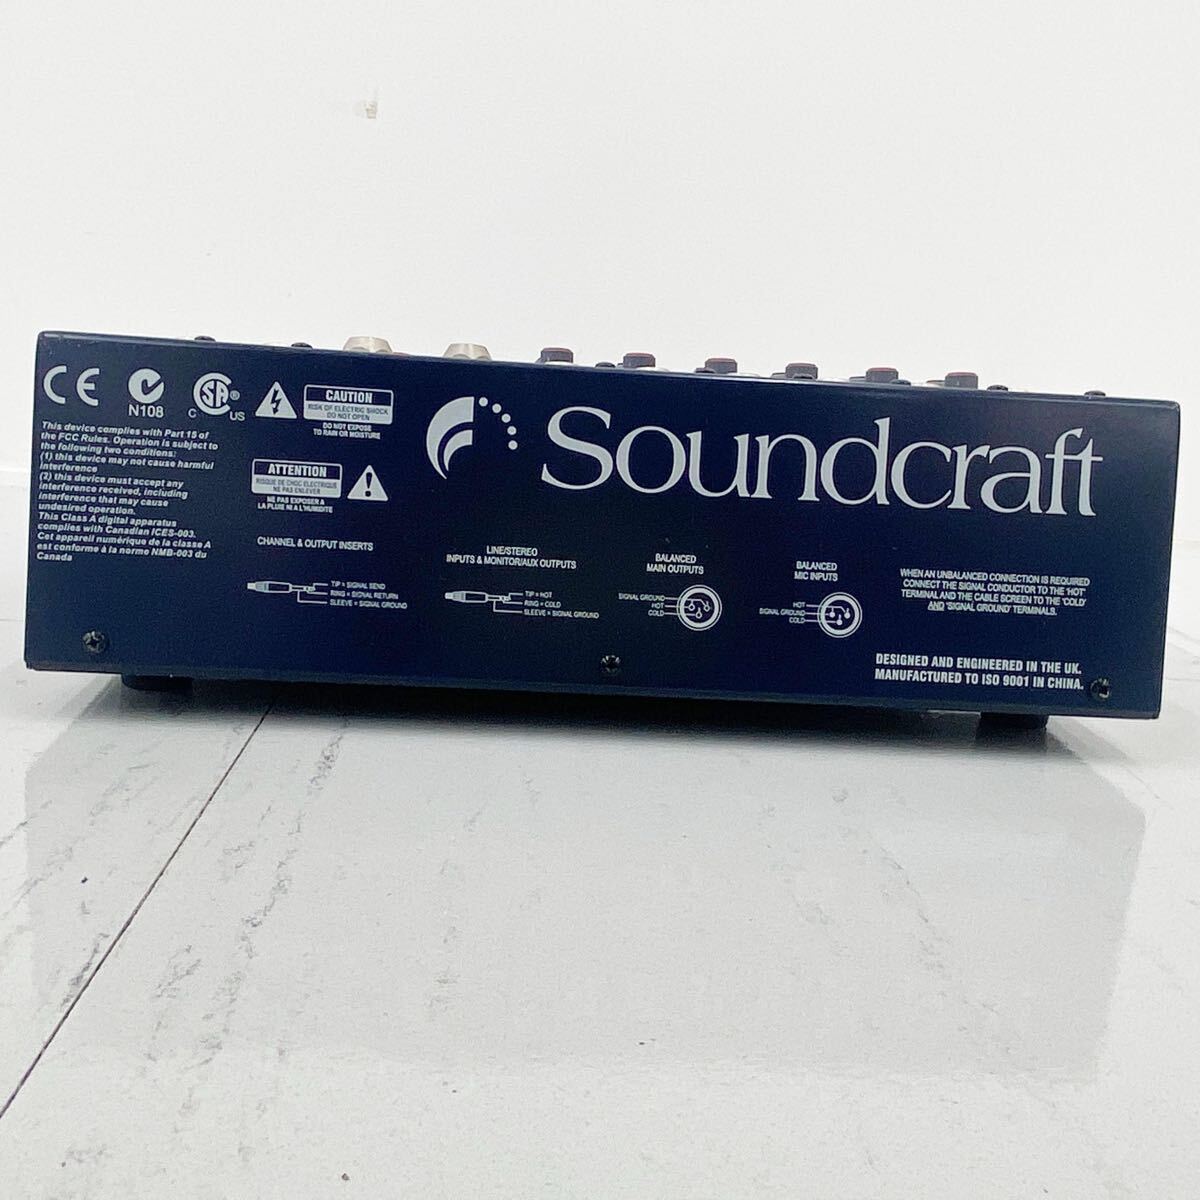 CE
N108
C SA ® US
This device complies with Part 15 of
the FCC Rules. Operation is subject to
the following two conditions:
(1) this device may not cause harmful
interference
(2) this device must accept any
interference received, including
interference that may cause
undesired operation.
This Class A digital apparatus
complies with Canadian ICES-003.
Cet appareil numérique de la classe A
est conforme à la norme NMB-003 du
Canada
CAUTION
RISK OF ELECTRIC SHOCK
DO NOT OPEN
DO NOT EXPOSE
TO RAIN OR MOISTURE
ATTENTION
RISQUE DE CHOC ELECTRIQUE
NE PAS ENLEVER
NE PAS EXPOSER A
LA PLUIE NI A L'HUMIDITE
Soundcraft
CHANNEL & OUTPUT INSERTS
TIP = SIGNAL SEND
RING = SIGNAL RETURN
SLEEVE = SIGNAL GROUND
LINE/STEREO
INPUTS & MONITOR/AUX OUTPUTS
TIP = HOT
RING = COLD
SLEEVE = SIGNAL GROUND
BALANCED
MAIN OUTPUTS
SIGNAL GROUND
HOT
COLD
BALANCED
MIC INPUTS
HOT
SIGNAL GROUND
COLD
WHEN AN UNBALANCED CONNECTION IS REQUIRED
CONNECT THE SIGNAL CONDUCTOR TO THE 'HOT'
TERMINAL AND THE CABLE SCREEN TO THE 'COLD'
AND 'SIGNAL GROUND' TERMINALS.
DESIGNED AND ENGINEERED IN THE UK.
MANUFACTURED TO ISO 9001 IN CHINA.